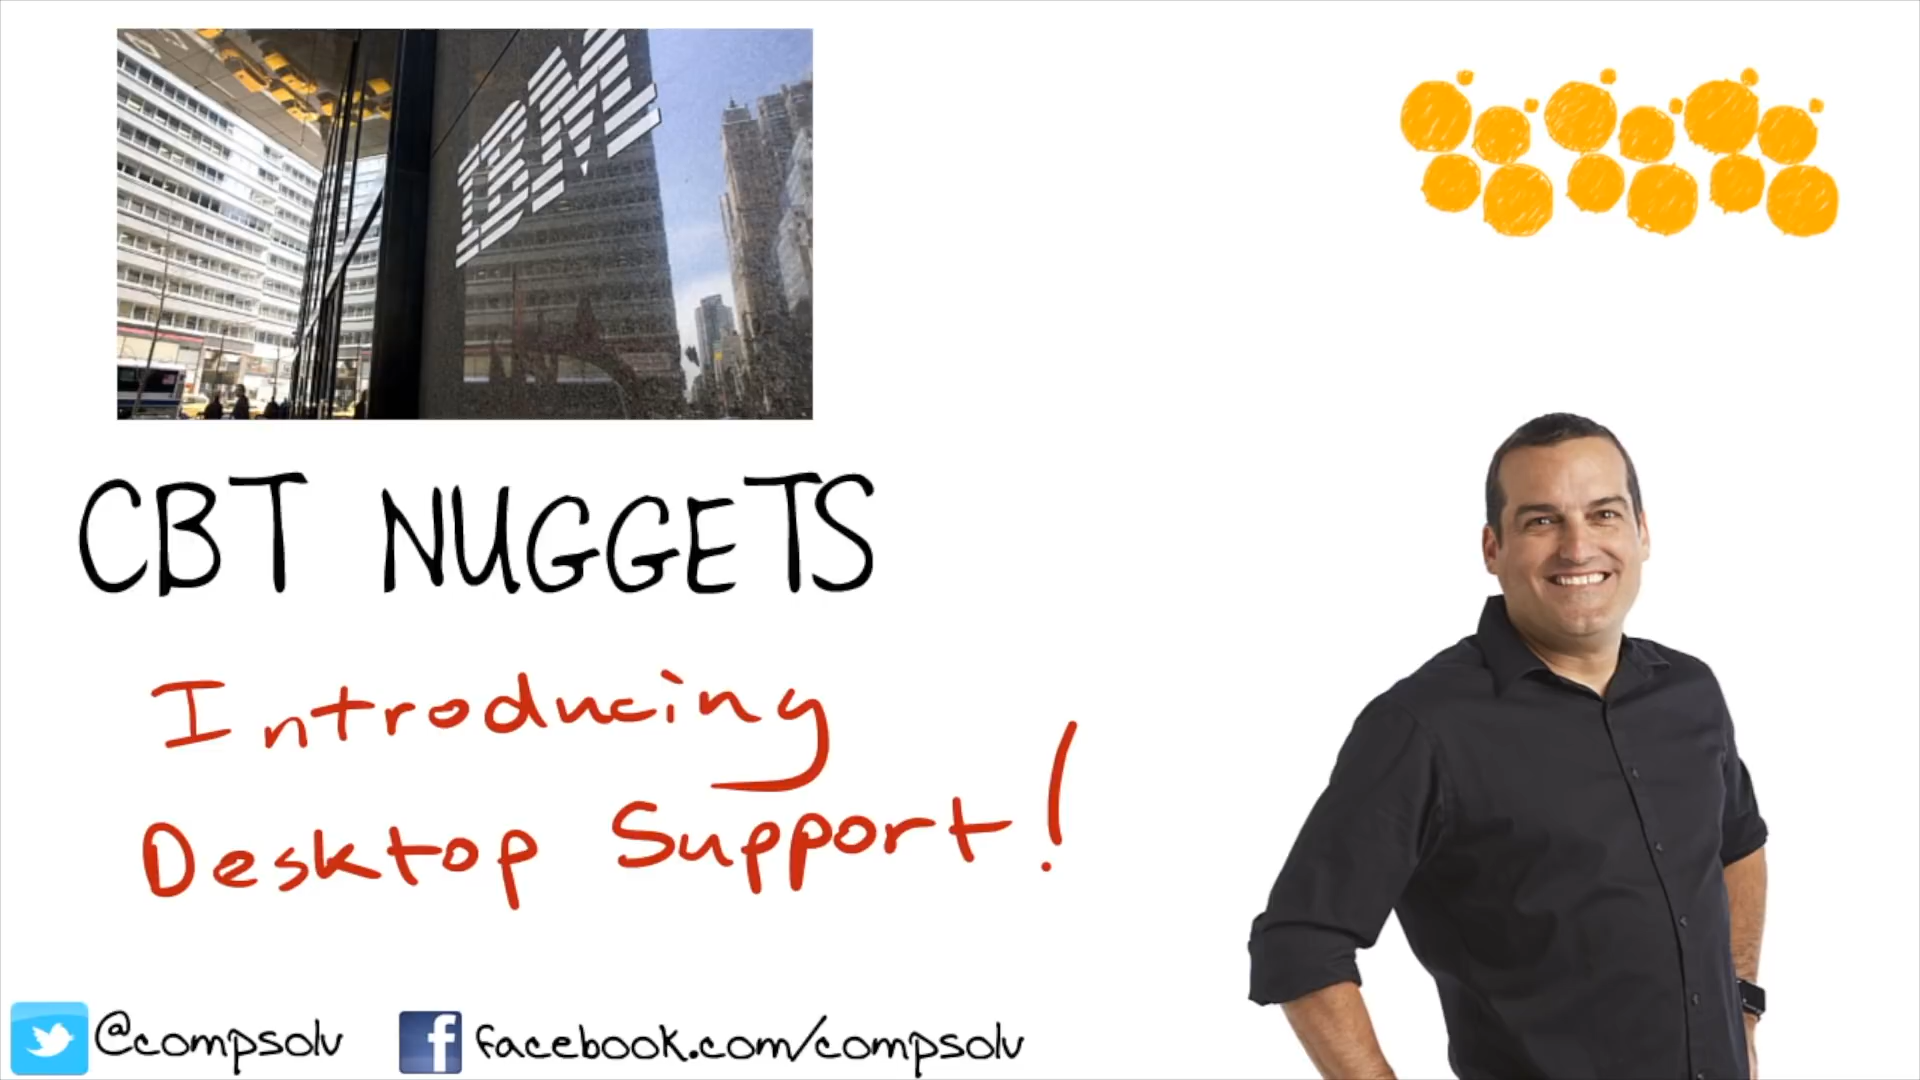 IBM
CBT NUGGETS
Introducing
Desktop Support!
@compsolv
facebook.com/compsolv